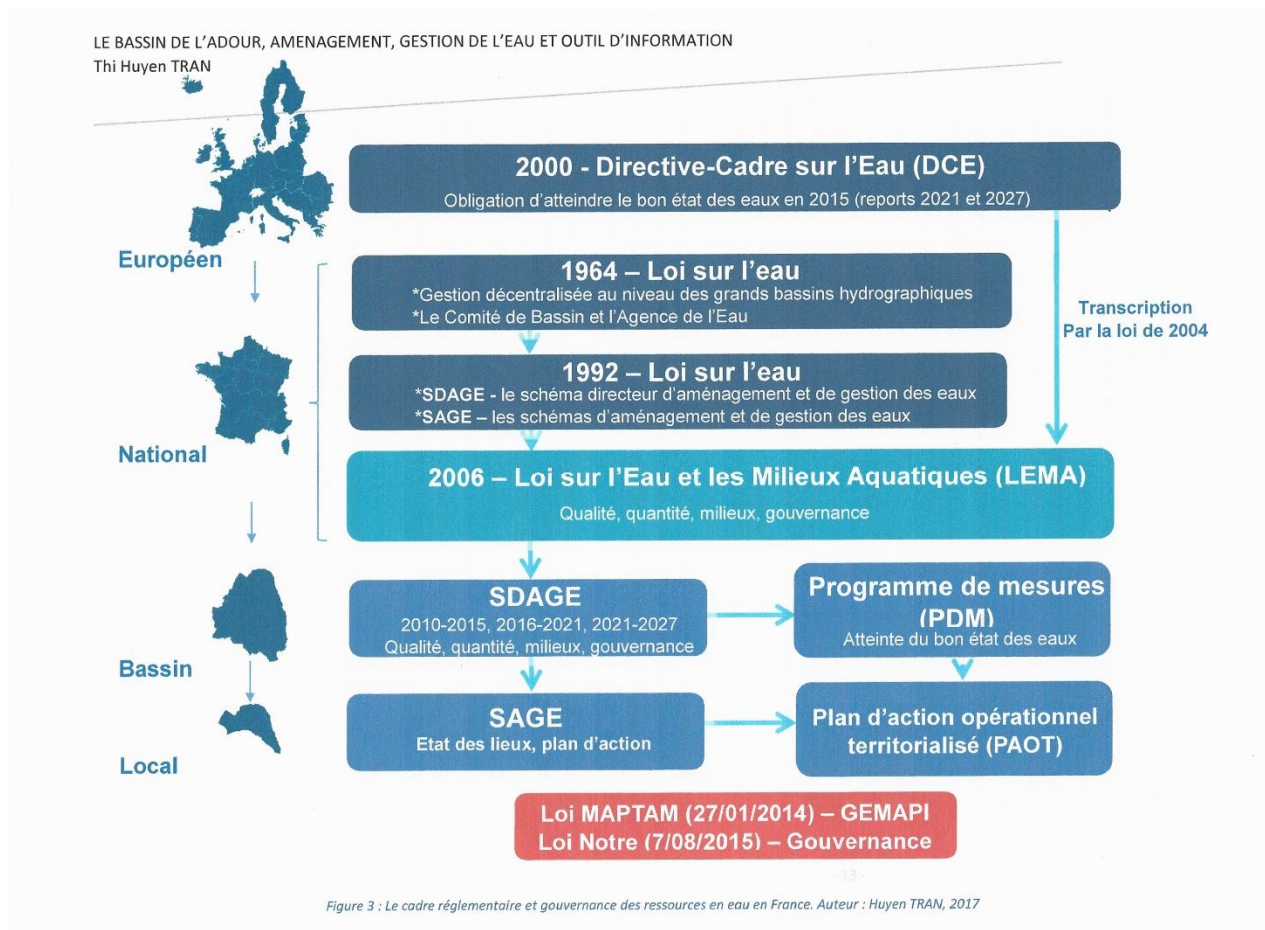 LE BASSIN DE L'ADOUR, AMENAGEMENT, GESTION DE L'EAU ET OUTIL D'INFORMATION
Thi Huyen TRAN
2000 - Directive-Cadre sur l'Eau (DCE)
Obligation d'atteindre le bon état des eaux en 2015 (reports 2021 et 2027)
Européen
1964 – Loi sur l'eau
*Gestion décentralisée au niveau des grands bassins hydrographiques
*Le Comité de Bassin et l'Agence de l'Eau
Transcription
Par la loi de 2004
1992 – Loi sur l'eau
*SDAGE - le schéma directeur d'aménagement et de gestion des eaux
*SAGE – les schémas d'aménagement et de gestion des eaux
National
2006 – Loi sur l'Eau et les Milieux Aquatiques (LEMA)
Qualité, quantité, milieu, gouvernance
SDAGE
2010-2015, 2016-2021, 2021-2027
Qualité, quantité, milieu, gouvernance
Programme de mesures
(PDM)
Atteinte du bon état des eaux
Bassin
SAGE
Etat des lieux, plan d'action
Plan d'action opérationnel
territorialisé (PAOT)
Local
Loi MAPTAM (27/01/2014) – GEMAPI
Loi Notre (7/08/2015) – Gouvernance
- 13 -
Figure 3 : Le cadre réglementaire et gouvernance des ressources en eau en France. Auteur : Huyen TRAN, 2017